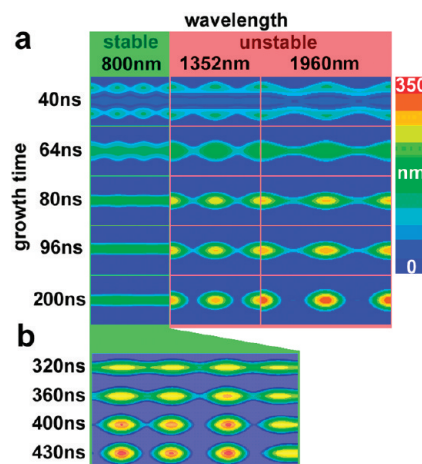 wavelength
a
stable unstable
800nm 1352nm 1960nm
growth time
40ns
64ns
80ns
96ns
200ns
350
nm
0
b
320ns
360ns
400ns
430ns